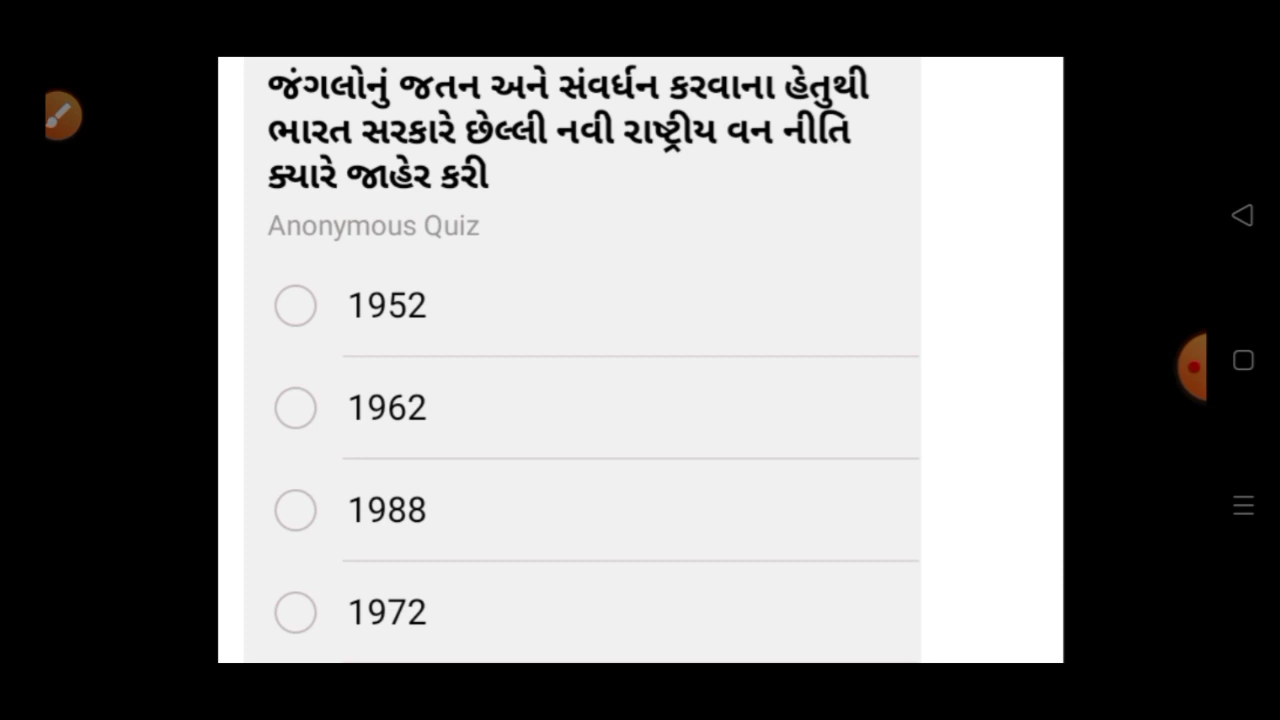 જંગલોનું જતન અને સંવર્ધન કરવાના હેતુથી
ભારત સરકારે છેલ્લી નવી રાષ્ટ્રીય વન નીતિ
ક્યારે જાહેર કરી
Anonymous Quiz
1952
1962
1988
1972